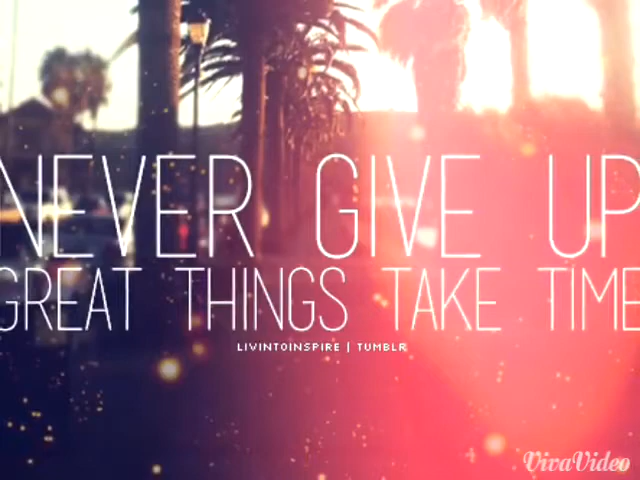 NEVER GIVE UP
GREAT THINGS TAKE TIME
LIVINTOINSPIRE | TUMBLR
VivaVideo